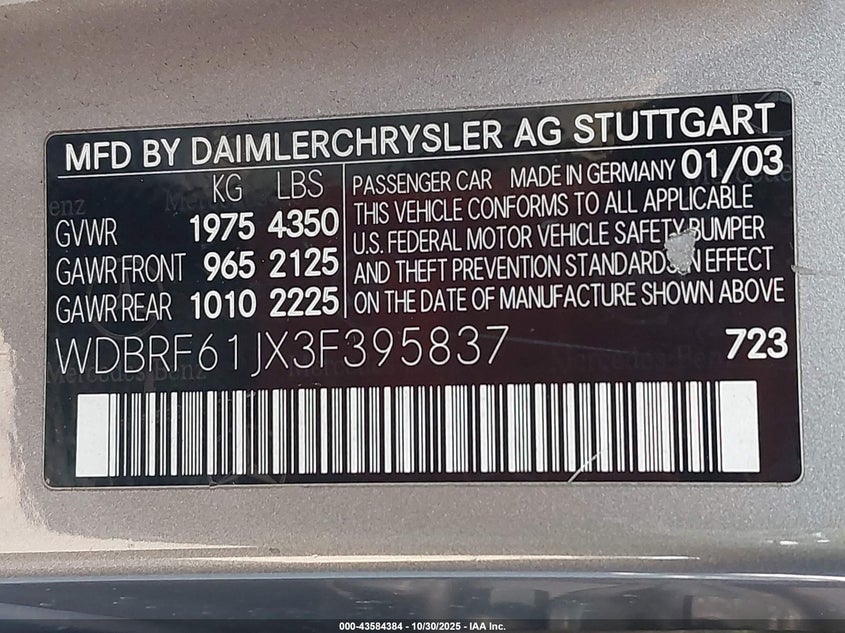 MFD BY DAIMLERCHRYSLER AG STUTTGART
KG LBS
GVWR 1975 4350
GAWR FRONT 965 2125
GAWR REAR 1010 2225
PASSENGER CAR MADE IN GERMANY 01/03
THIS VEHICLE CONFORMS TO ALL APPLICABLE
U.S. FEDERAL MOTOR VEHICLE SAFETY BUMPER
AND THEFT PREVENTION STANDARDS IN EFFECT
ON THE DATE OF MANUFACTURE SHOWN ABOVE
WDBRF61JX3F395837 723
Mercedes-Benz
000-43584384 | 10/30/2025 - IAA Inc.